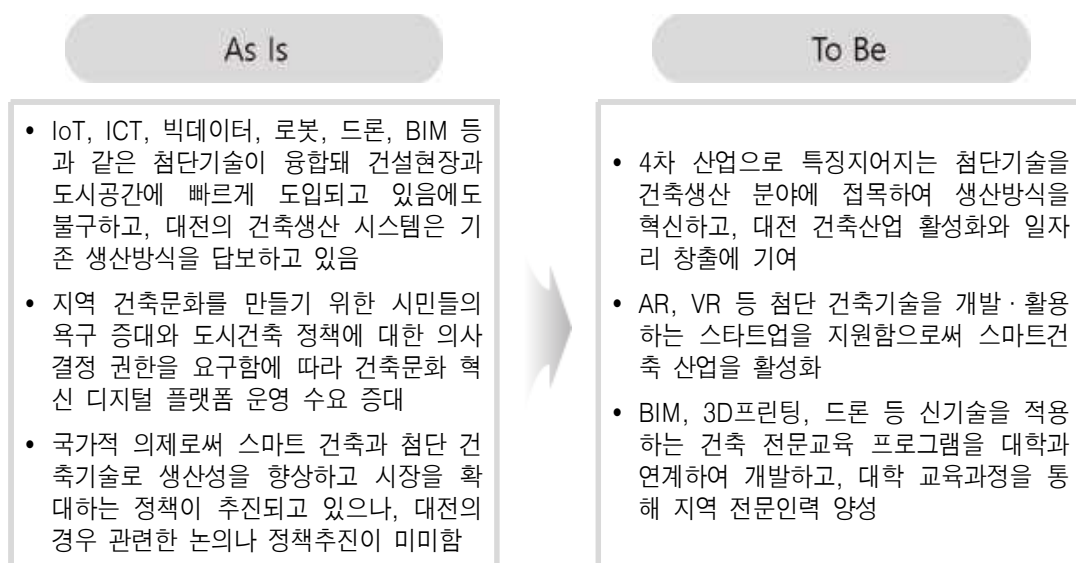 As Is
• IoT, ICT, 빅데이터, 로봇, 드론, BIM 등
과 같은 첨단기술이 융합돼 건설현장과
도시공간에 빠르게 도입되고 있음에도
불구하고, 대전의 건축생산 시스템은 기
존 생산방식을 답보하고 있음
• 지역 건축문화를 만들기 위한 시민들의
욕구 증대와 도시건축 정책에 대한 의사
결정 권한을 요구함에 따라 건축문화 혁
신 디지털 플랫폼 운영 수요 증대
• 국가적 의제로써 스마트 건축과 첨단 건
축기술로 생산성을 향상하고 시장을 확
대하는 정책이 추진되고 있으나, 대전의
경우 관련한 논의나 정책추진이 미미함
To Be
• 4차 산업으로 특징지어지는 첨단기술을
건축생산 분야에 접목하여 생산방식을
혁신하고, 대전 건축산업 활성화와 일자
리 창출에 기여
• AR, VR 등 첨단 건축기술을 개발·활용
하는 스타트업을 지원함으로써 스마트건
축 산업을 활성화
• BIM, 3D프린팅, 드론 등 신기술을 적용
하는 건축 전문교육 프로그램을 대학과
연계하여 개발하고, 대학 교육과정을 통
해 지역 전문인력 양성